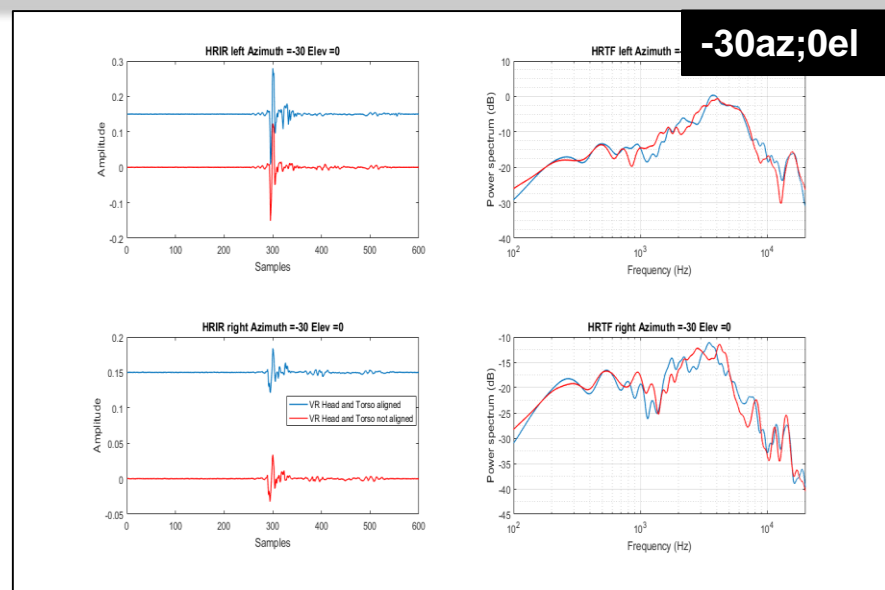 -30az;0el
HRIR left Azimuth =-30 Elev =0
0.3
0.2
0.1
0
-0.1
-0.2
Amplitude
0 100 200 300 400 500 600
Samples
HRTF left Azimuth =-
10
0
-10
-20
-30
-40
Power spectrum (dB)
10² 10³ 10⁴
Frequency (Hz)
HRIR right Azimuth =-30 Elev =0
0.2
0.15
0.1
0.05
0
-0.05
Amplitude
VR Head and Torso aligned
VR Head and Torso not aligned
0 100 200 300 400 500 600
Samples
HRTF right Azimuth =-30 Elev =0
-10
-15
-20
-25
-30
-35
-40
-45
Power spectrum (dB)
10² 10³ 10⁴
Frequency (Hz)